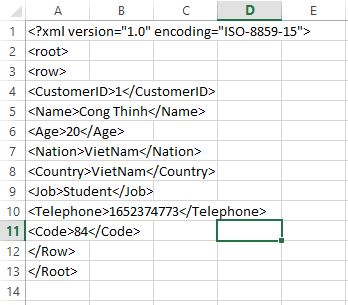 A B C D E
1 <?xml version="1.0" encoding="ISO-8859-15">
2 <root>
3 <row>
4 <CustomerID>1</CustomerID>
5 <Name>Cong Thinh</Name>
6 <Age>20</Age>
7 <Nation>VietNam</Nation>
8 <Country>VietNam</Country>
9 <Job>Student</Job>
10 <Telephone>1652374773</Telephone>
11 <Code>84</Code>
12 </Row>
13 </Root>
14